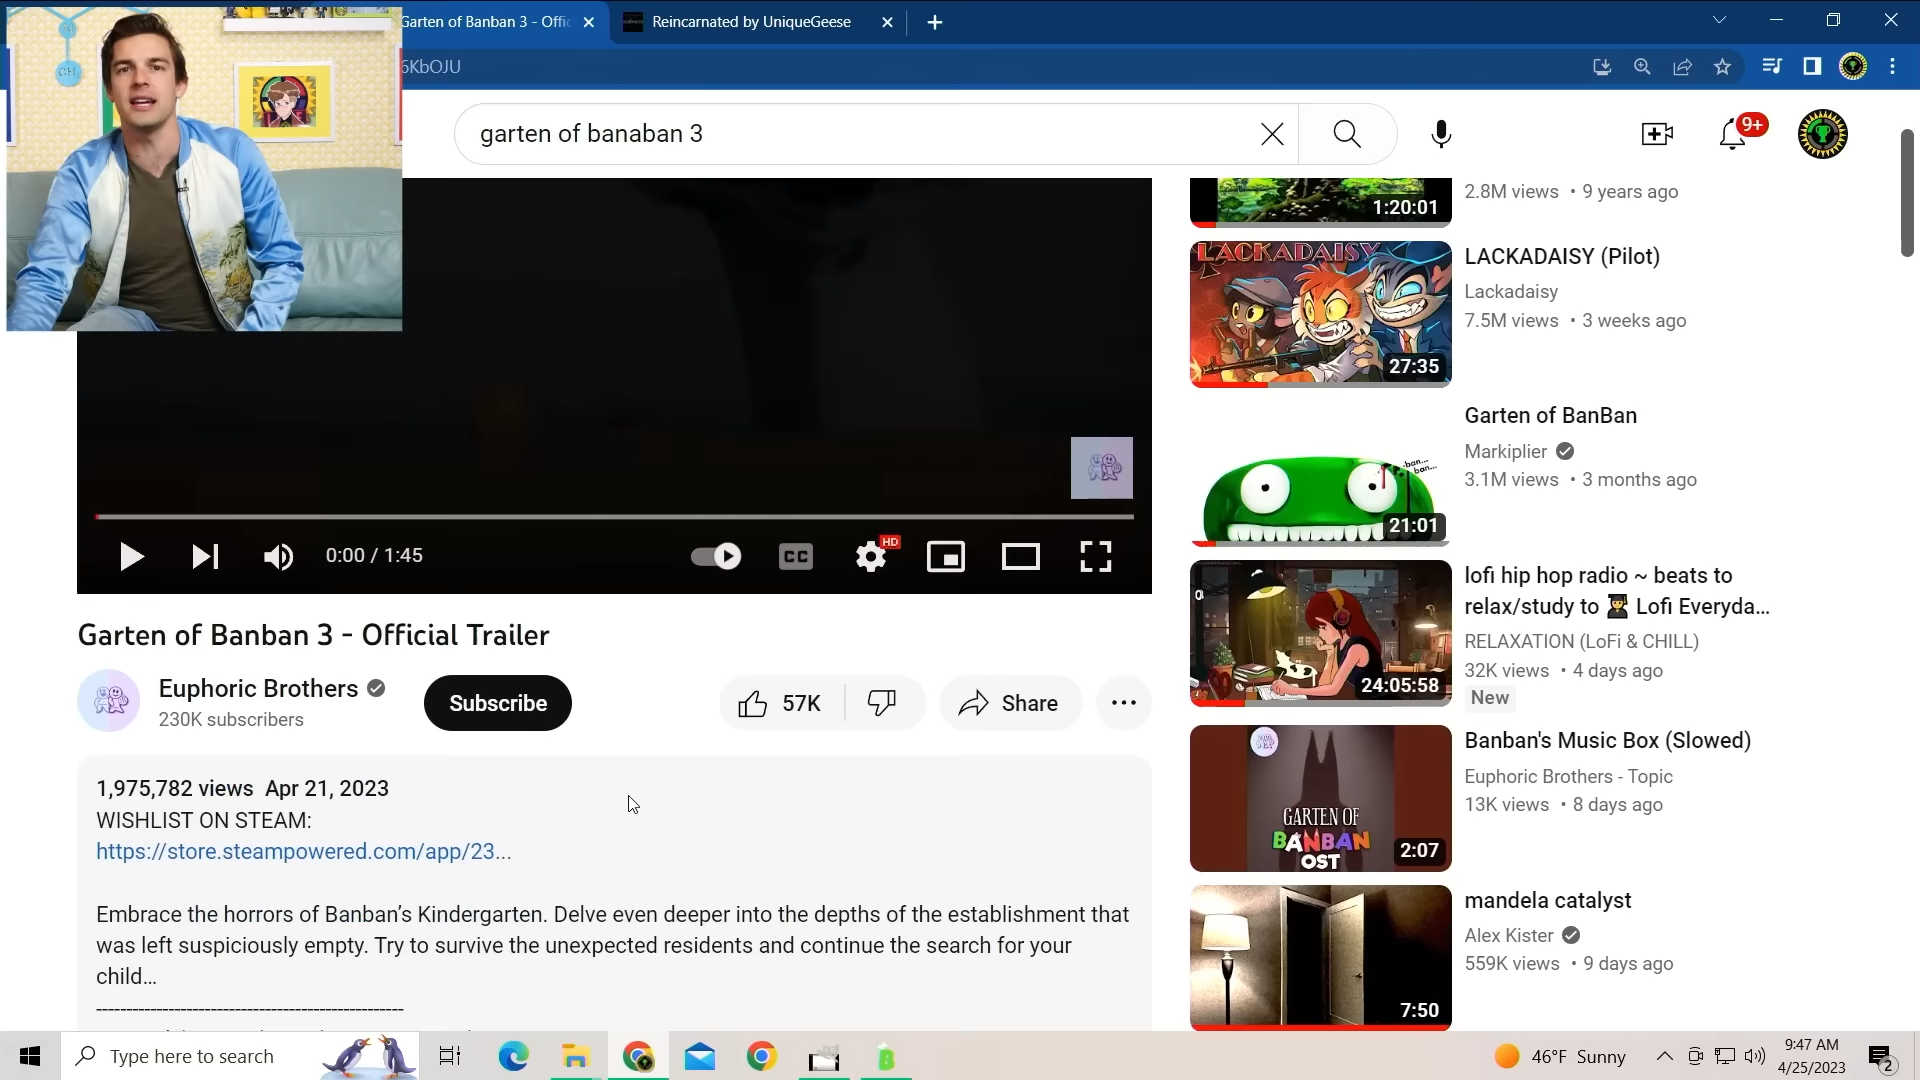 Garten of Banban 3 - Offic
Reincarnated by UniqueGeese
6KbOJU
garten of banaban 3
9+
1:20:01
2.8M views • 9 years ago
LACKADAISY
27:35
LACKADAISY (Pilot)
Lackadaisy
7.5M views • 3 weeks ago
...ban...
ban...
21:01
Garten of BanBan
Markiplier
3.1M views • 3 months ago
HD
CC
0:00 / 1:45
24:05:58
lofi hip hop radio ~ beats to
relax/study to 👨‍🎓 Lofi Everyda...
RELAXATION (LoFi & CHILL)
32K views • 4 days ago
New
Garten of Banban 3 - Official Trailer
Euphoric Brothers
230K subscribers
Subscribe
57K
Share
GARTEN OF
BANBAN
OST
2:07
Banban's Music Box (Slowed)
Euphoric Brothers - Topic
13K views • 8 days ago
1,975,782 views Apr 21, 2023
WISHLIST ON STEAM:
https://store.steampowered.com/app/23...
Embrace the horrors of Banban’s Kindergarten. Delve even deeper into the depths of the establishment that
was left suspiciously empty. Try to survive the unexpected residents and continue the search for your
child…
--------------------------------------------------------
7:50
mandela catalyst
Alex Kister
559K views • 9 days ago
Type here to search
46°F Sunny
9:47 AM
4/25/2023
2